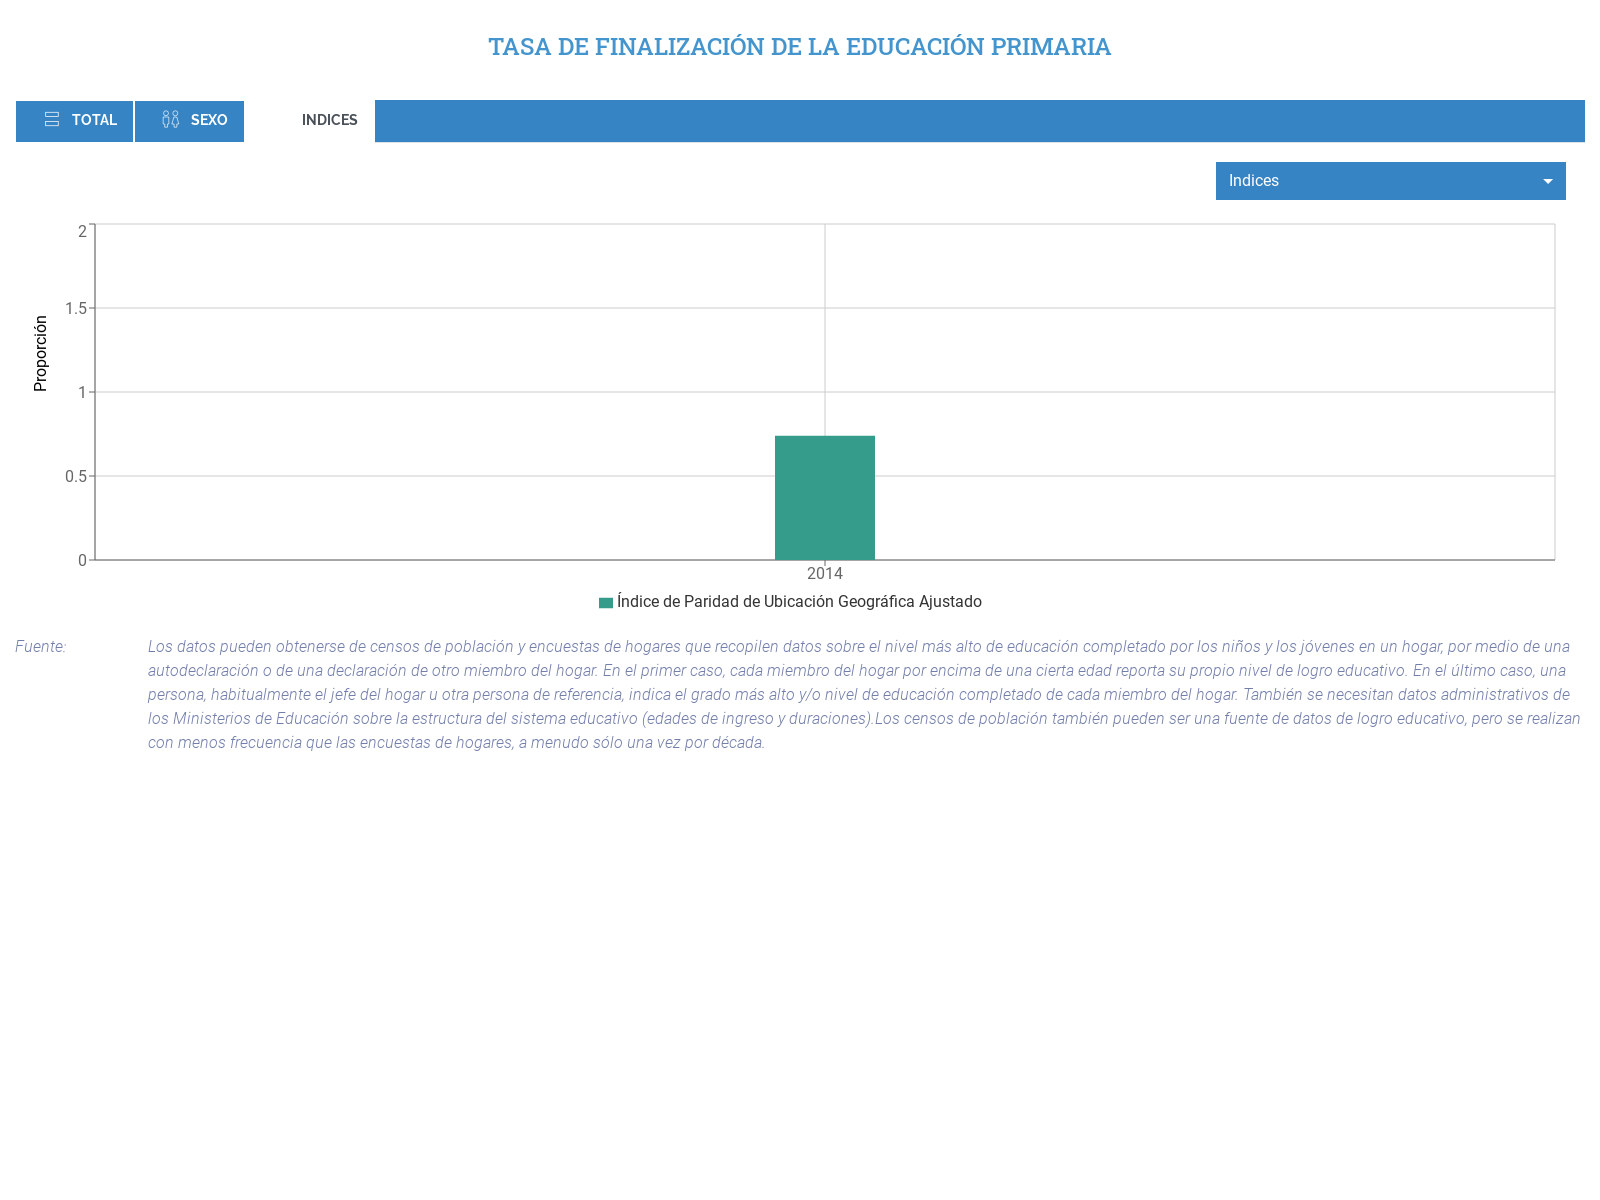 TASA DE FINALIZACIÓN DE LA EDUCACIÓN PRIMARIA
TOTAL SEXO INDICES
Indices
2
1.5
1
0.5
0
Proporción
2014
Índice de Paridad de Ubicación Geográfica Ajustado
Fuente: Los datos pueden obtenerse de censos de población y encuestas de hogares que recopilen datos sobre el nivel más alto de educación completado por los niños y los jóvenes en un hogar, por medio de una
autodeclaración o de una declaración de otro miembro del hogar. En el primer caso, cada miembro del hogar por encima de una cierta edad reporta su propio nivel de logro educativo. En el último caso, una
persona, habitualmente el jefe del hogar u otra persona de referencia, indica el grado más alto y/o nivel de educación completado de cada miembro del hogar. También se necesitan datos administrativos de
los Ministerios de Educación sobre la estructura del sistema educativo (edades de ingreso y duraciones).Los censos de población también pueden ser una fuente de datos de logro educativo, pero se realizan
con menos frecuencia que las encuestas de hogares, a menudo sólo una vez por década.